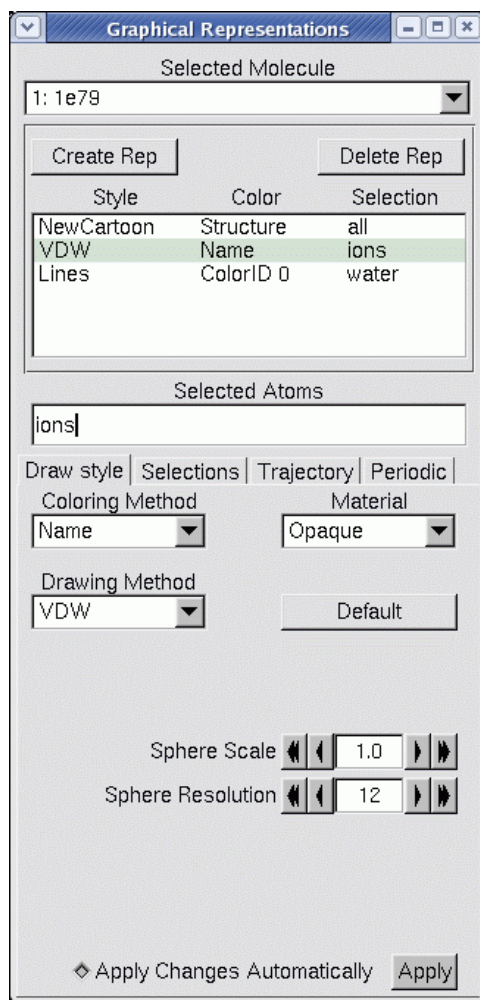 Graphical Representations
Selected Molecule
1: 1e79
Create Rep Delete Rep
Style Color Selection
NewCartoon Structure all
VDW Name ions
Lines ColorID 0 water
Selected Atoms
ions
Draw style Selections Trajectory Periodic
Coloring Method Material
Name Opaque
Drawing Method
VDW Default
Sphere Scale 1.0
Sphere Resolution 12
Apply Changes Automatically Apply